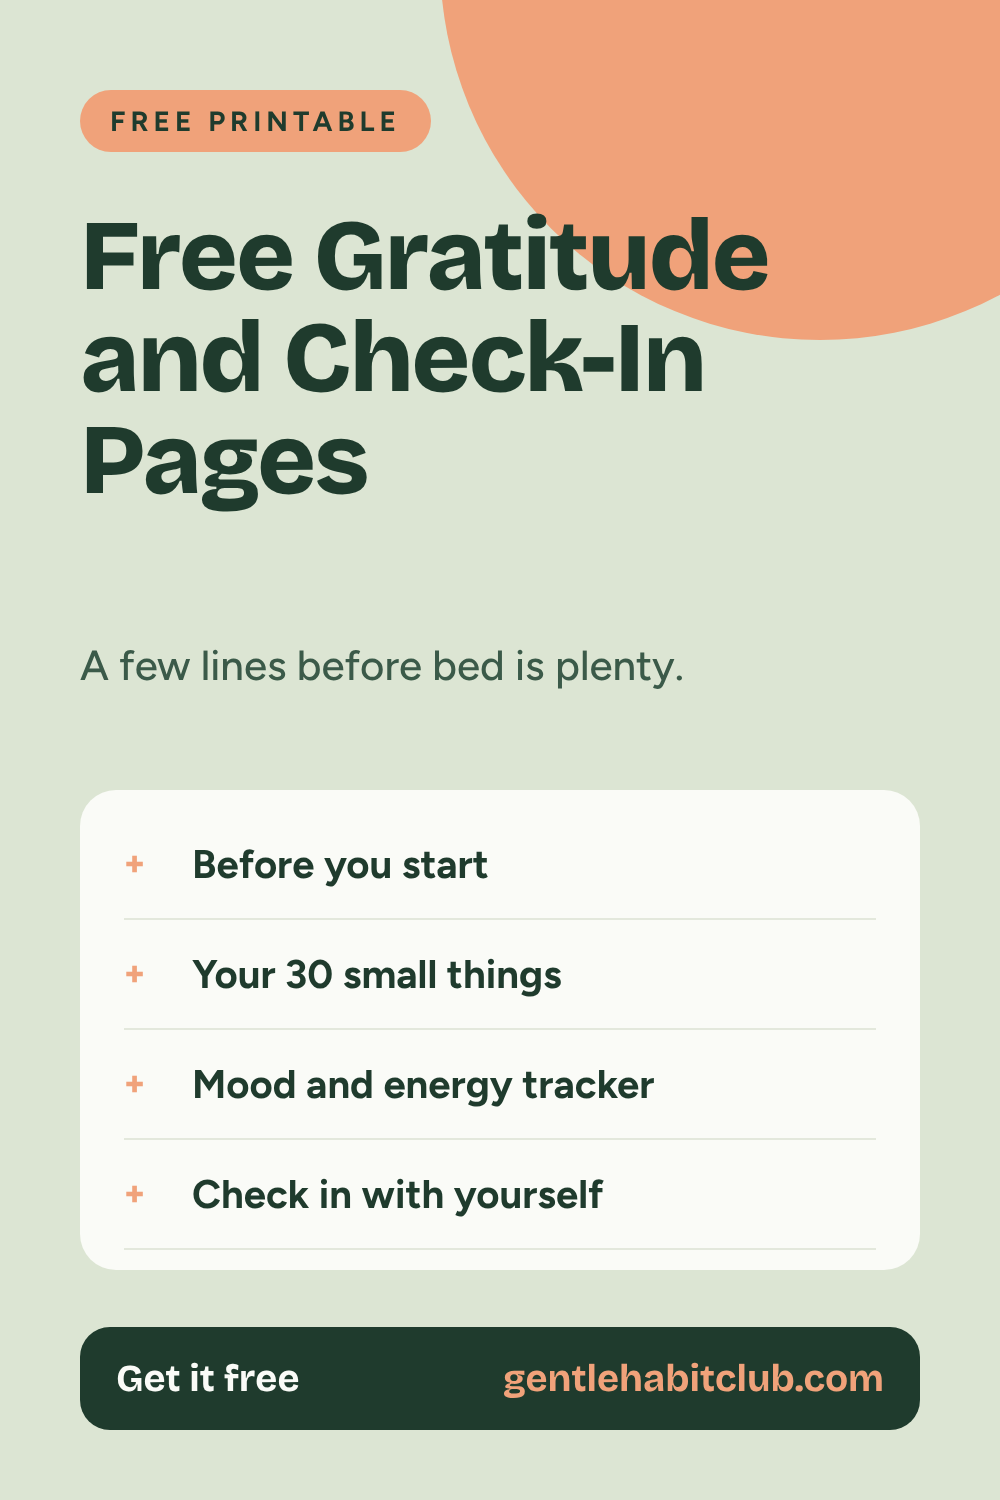 FREE PRINTABLE
Free Gratitude
and Check-In
Pages
A few lines before bed is plenty.
+ Before you start
+ Your 30 small things
+ Mood and energy tracker
+ Check in with yourself
Get it free gentlehabitclub.com